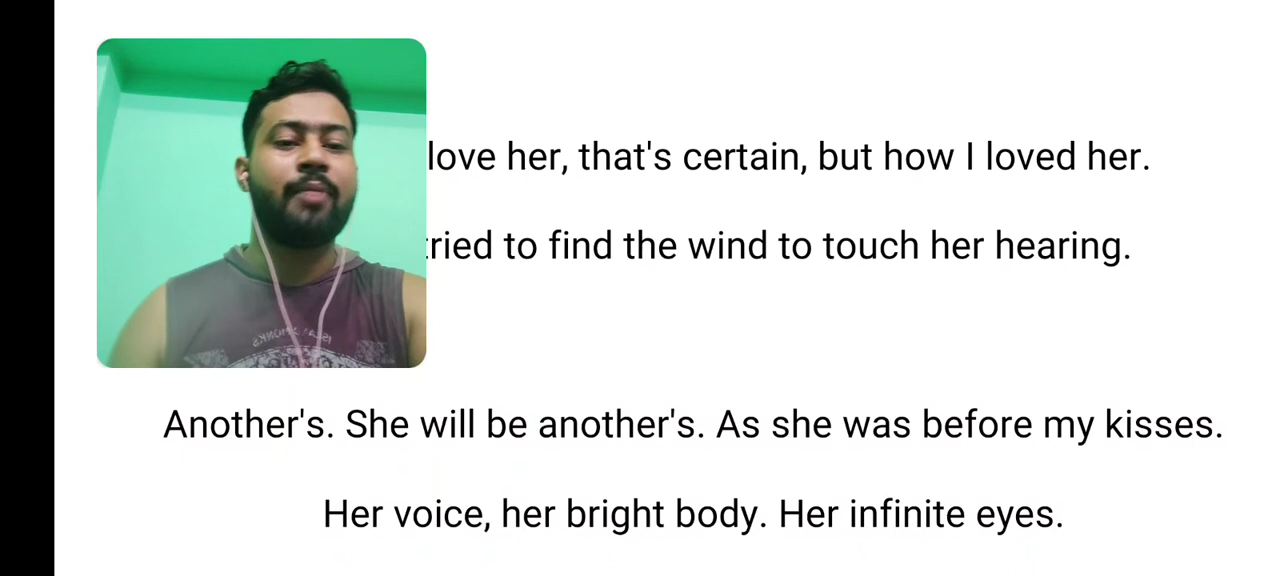 love her, that's certain, but how I loved her.
tried to find the wind to touch her hearing.
Another's. She will be another's. As she was before my kisses.
Her voice, her bright body. Her infinite eyes.